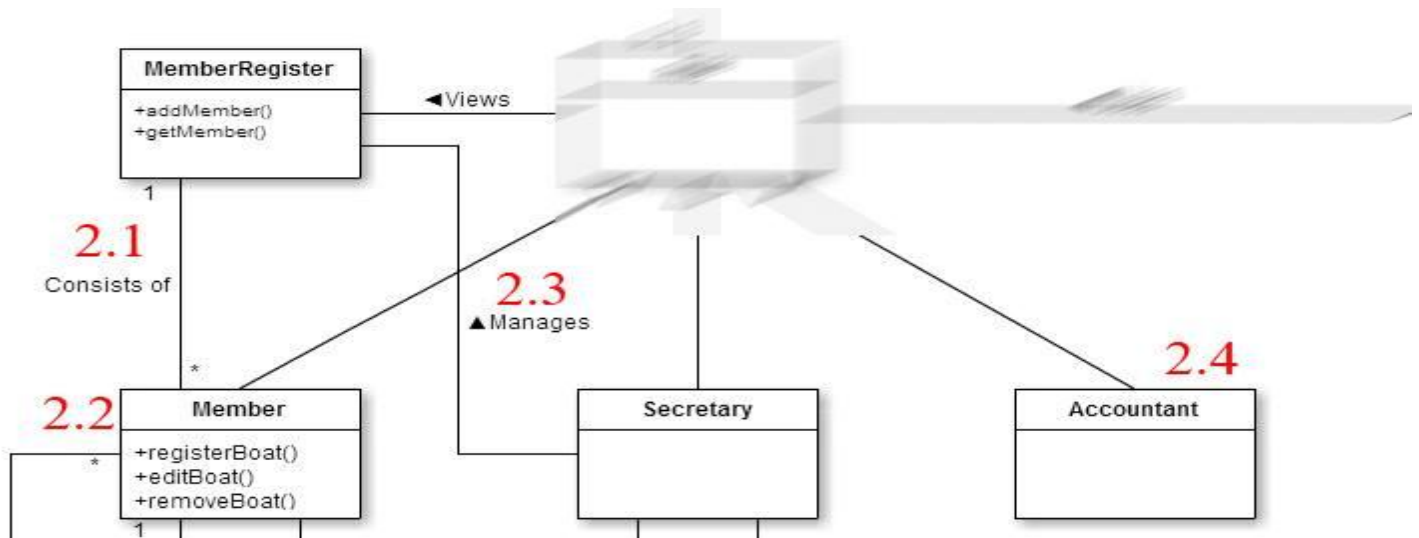 MemberRegister
+addMember()
+getMember()
◄Views
1
2.1
Consists of
2.3
▲Manages
*
2.4
2.2
Member
Secretary
Accountant
+registerBoat()
*
+editBoat()
+removeBoat()
1